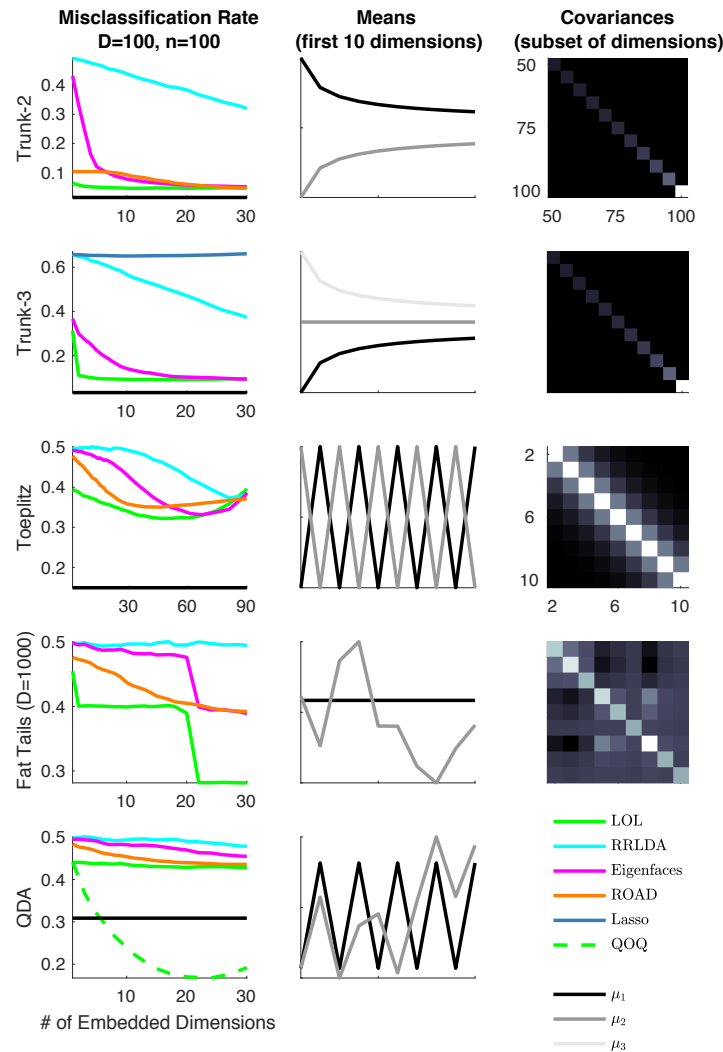 Misclassification Rate
D=100, n=100
Means
(first 10 dimensions)
Covariances
(subset of dimensions)
Trunk-2
0.4
0.3
0.2
0.1
10 20 30
50
75
100
50 75 100
Trunk-3
0.6
0.4
0.2
10 20 30
Toeplitz
0.5
0.4
0.3
0.2
30 60 90
2
6
10
2 6 10
Fat Tails (D=1000)
0.5
0.4
0.3
10 20 30
QDA
0.5
0.4
0.3
0.2
10 20 30
# of Embedded Dimensions
LOL
RRLDA
Eigenfaces
ROAD
Lasso
QOQ
μ₁
μ₂
μ₃